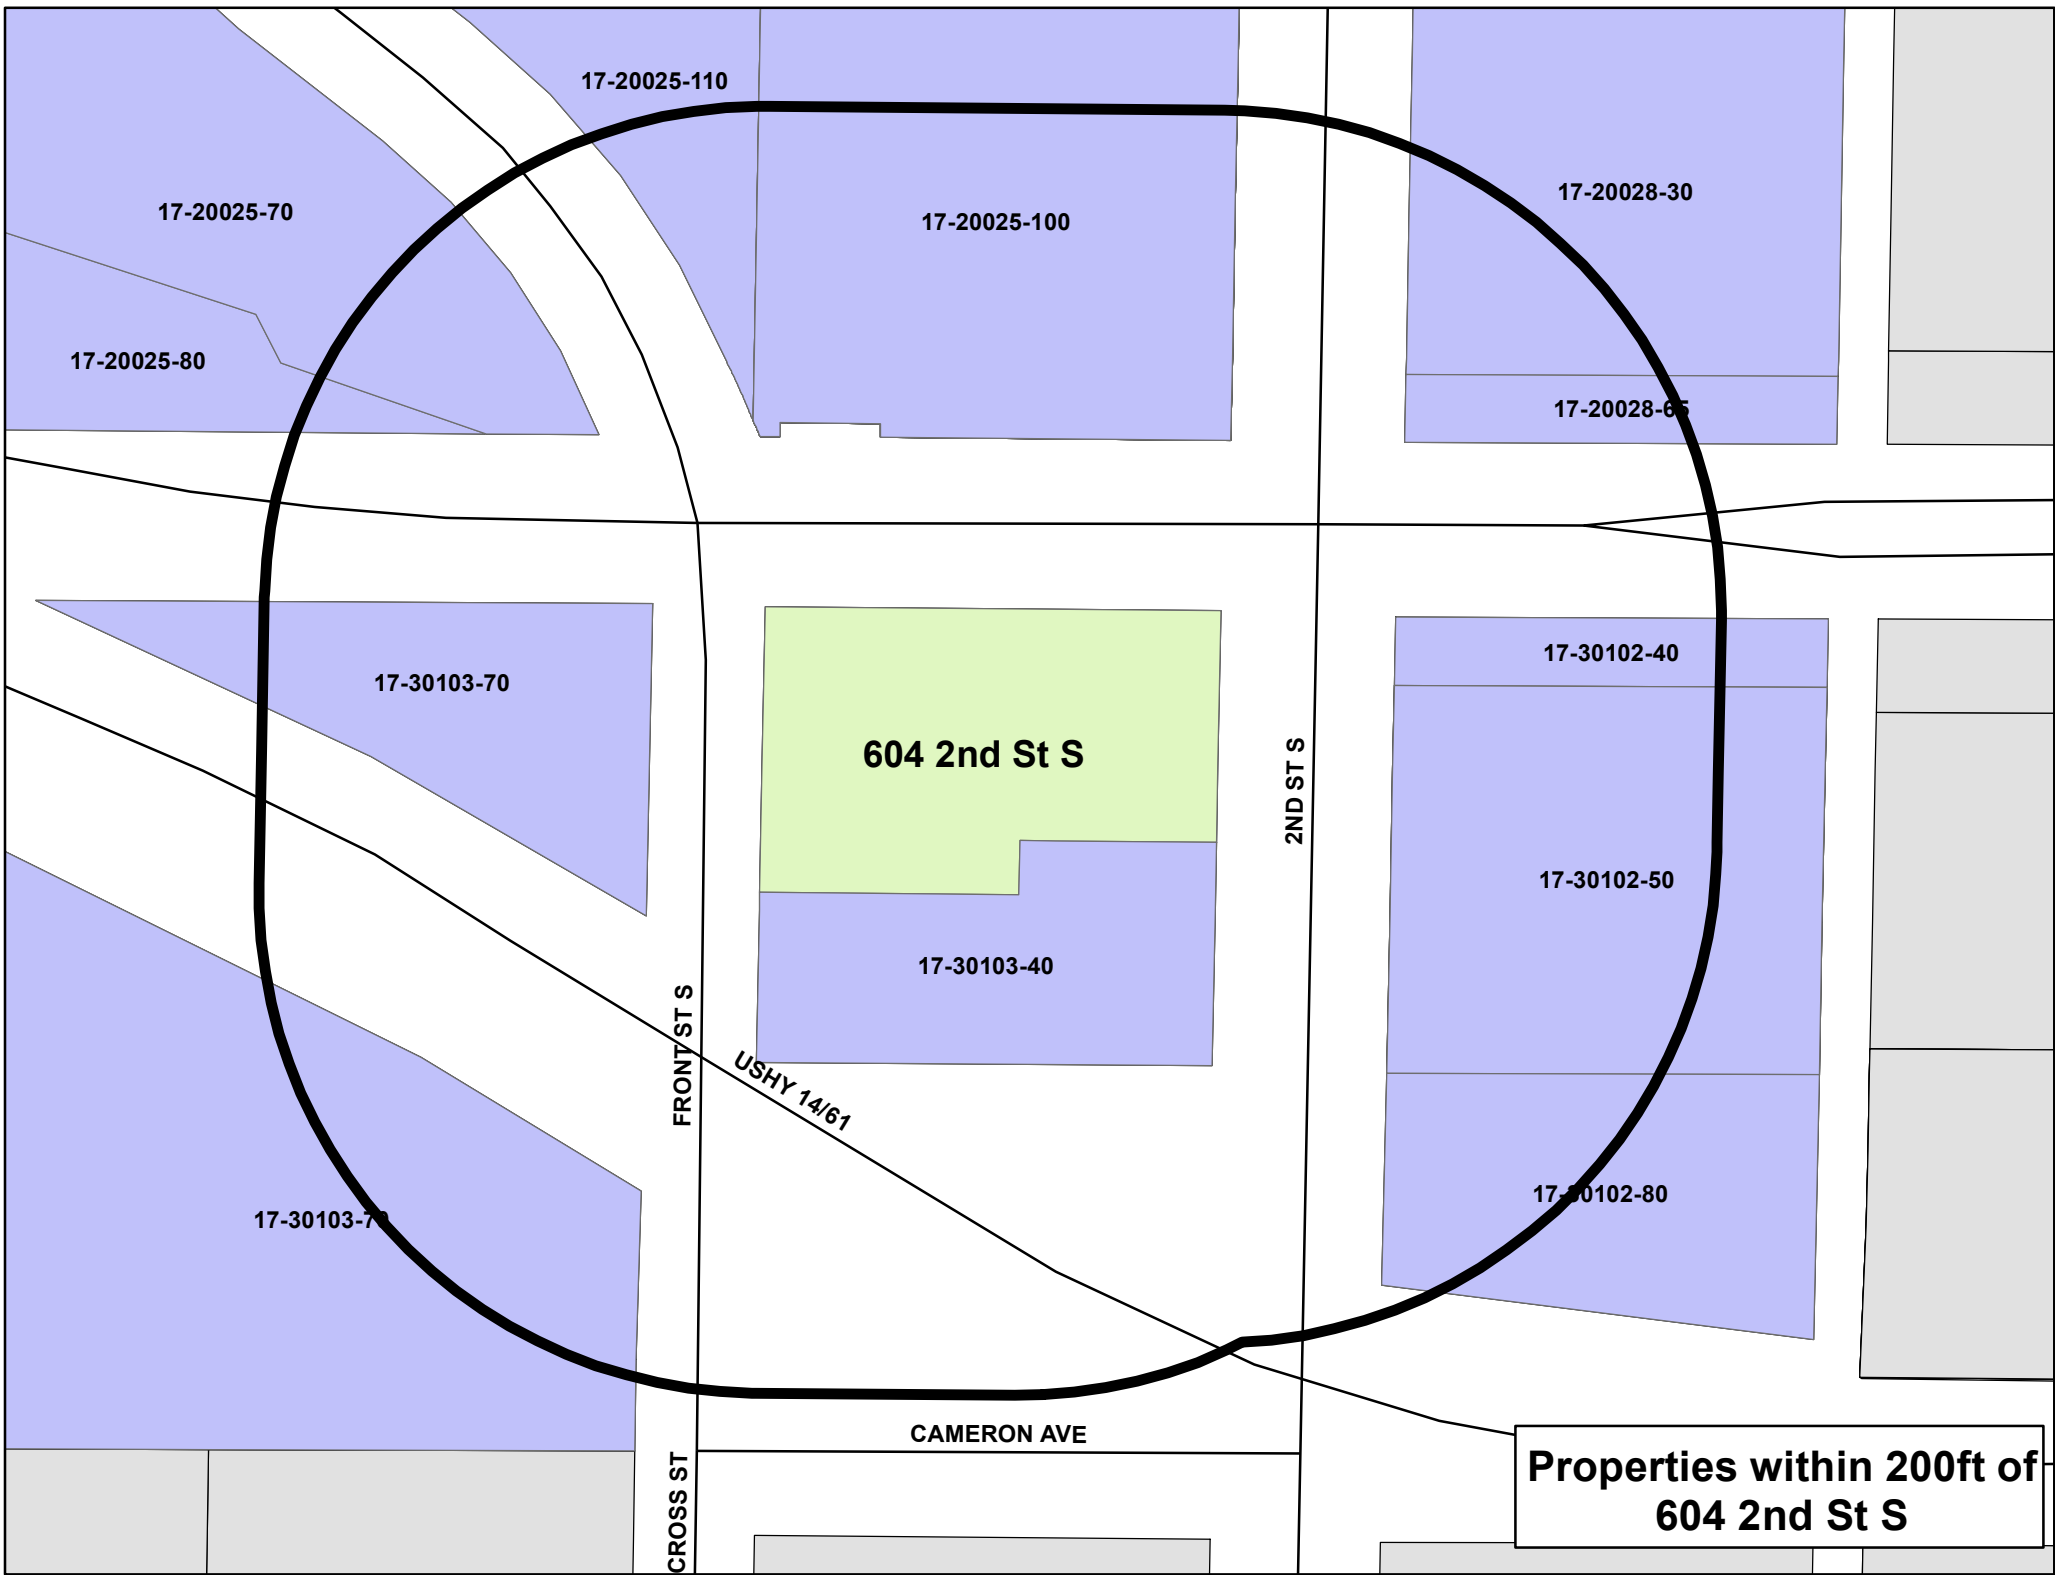 17-20025-110
17-20028-30
17-20025-70
17-20025-100
17-20025-80
17-20028-65
17-30102-40
17-30103-70
604 2nd St S
2ND ST S
17-30102-50
17-30103-40
FRONT ST S
USHY 14/61
17-30102-80
17-30103-70
CAMERON AVE
CROSS ST
Properties within 200ft of
604 2nd St S